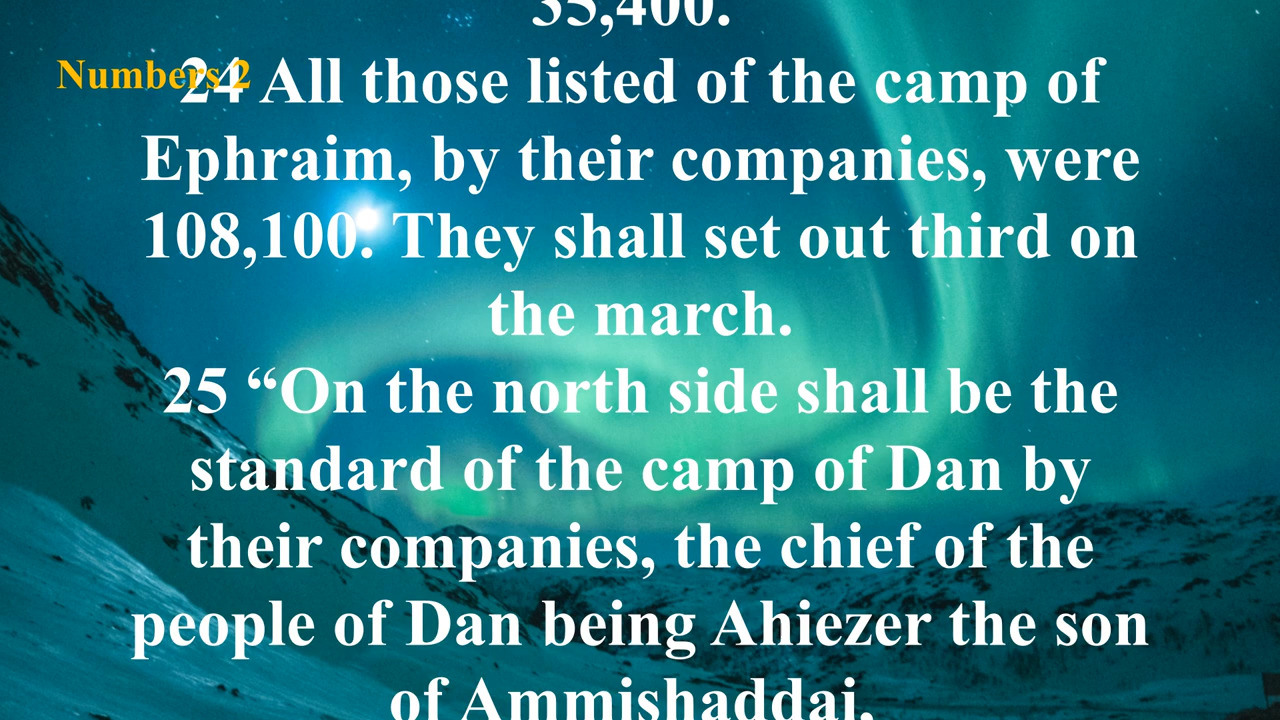 35,400.
Numbers 2
24 All those listed of the camp of
Ephraim, by their companies, were
108,100. They shall set out third on
the march.
25 “On the north side shall be the
standard of the camp of Dan by
their companies, the chief of the
people of Dan being Ahiezer the son
of Ammishaddai,